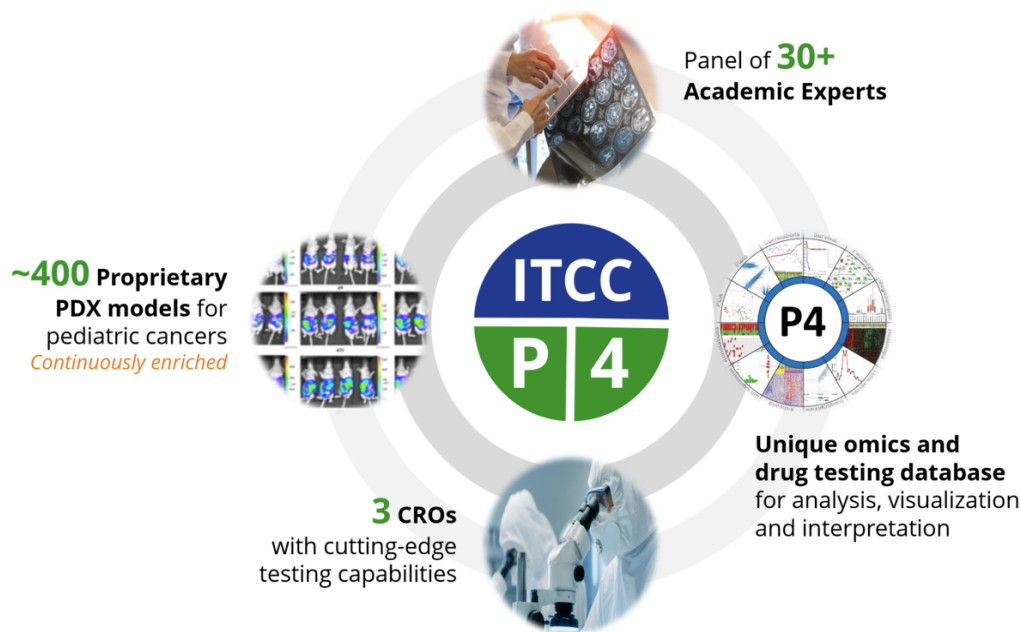 Panel of 30+
Academic Experts
~400 Proprietary
PDX models for
pediatric cancers
Continuously enriched
ITCC
P 4
P4
Unique omics and
drug testing database
for analysis, visualization
and interpretation
3 CROs
with cutting-edge
testing capabilities